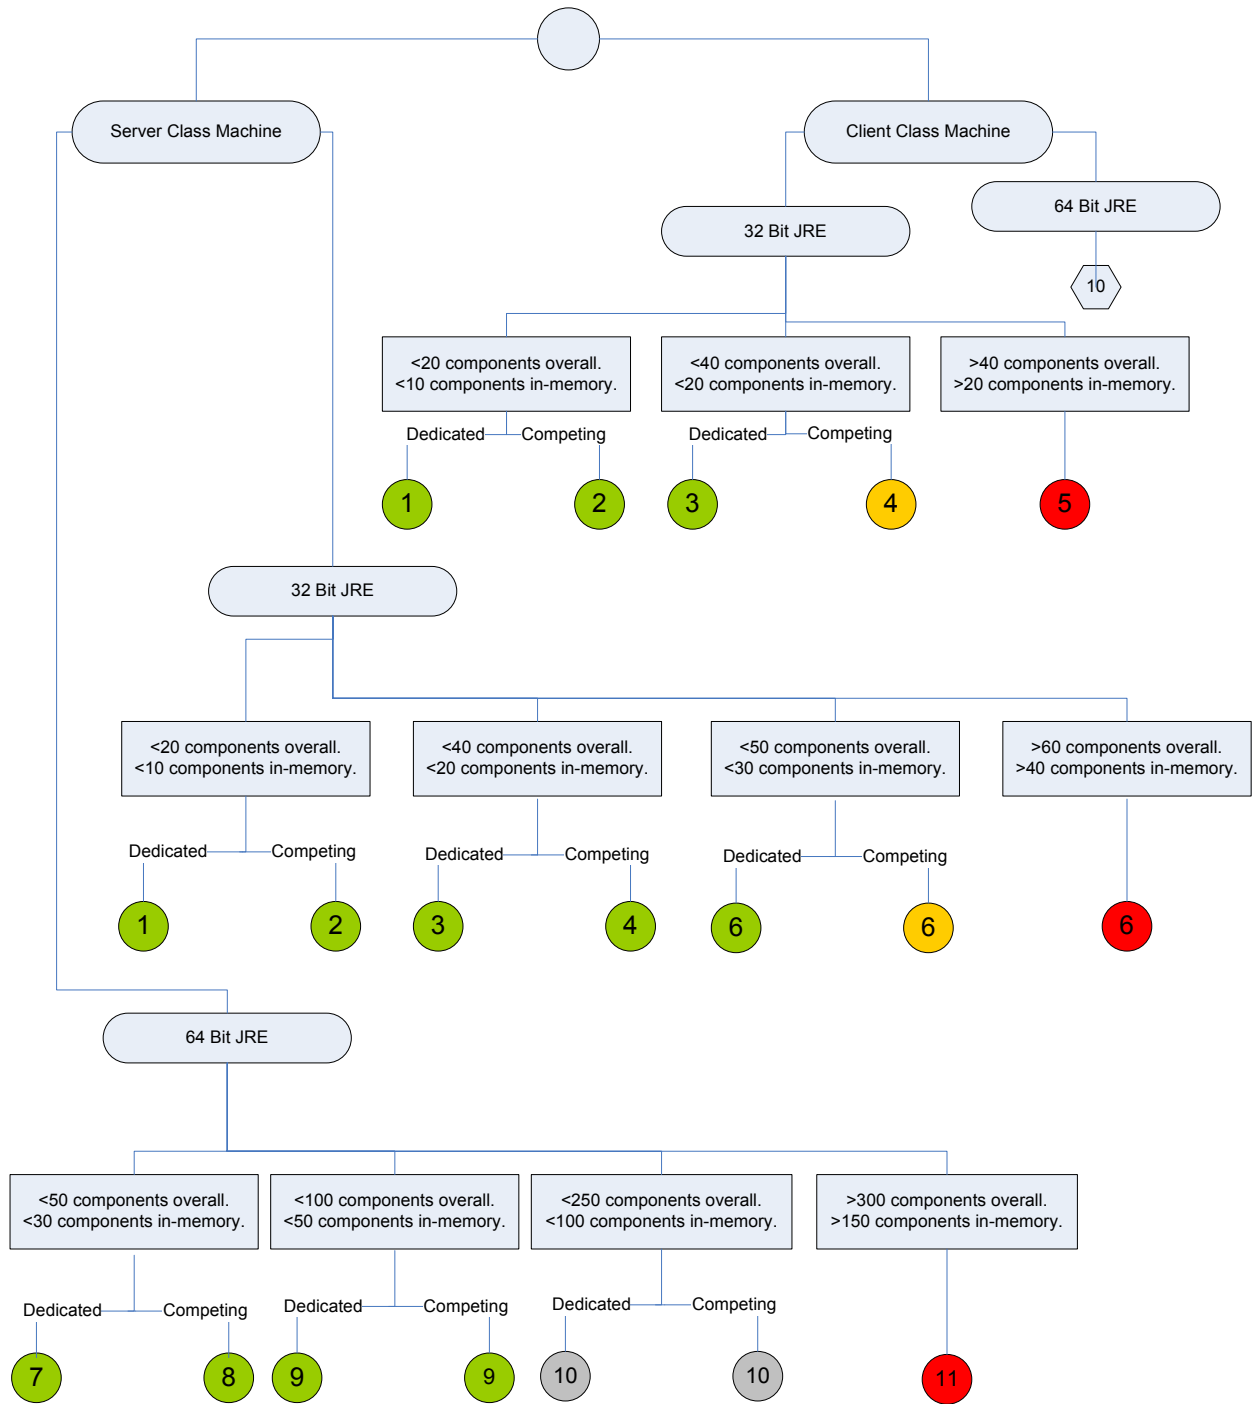 Server Class Machine
Client Class Machine
64 Bit JRE
32 Bit JRE
10
<20 components overall.
<10 components in-memory.
<40 components overall.
<20 components in-memory.
>40 components overall.
>20 components in-memory.
Dedicated Competing
Dedicated Competing
1
2
3
4
5
32 Bit JRE
<20 components overall.
<10 components in-memory.
<40 components overall.
<20 components in-memory.
<50 components overall.
<30 components in-memory.
>60 components overall.
>40 components in-memory.
Dedicated Competing
Dedicated Competing
Dedicated Competing
1
2
3
4
6
6
6
64 Bit JRE
<50 components overall.
<30 components in-memory.
<100 components overall.
<50 components in-memory.
<250 components overall.
<100 components in-memory.
>300 components overall.
>150 components in-memory.
Dedicated Competing
Dedicated Competing
Dedicated Competing
7
8
9
9
10
10
11